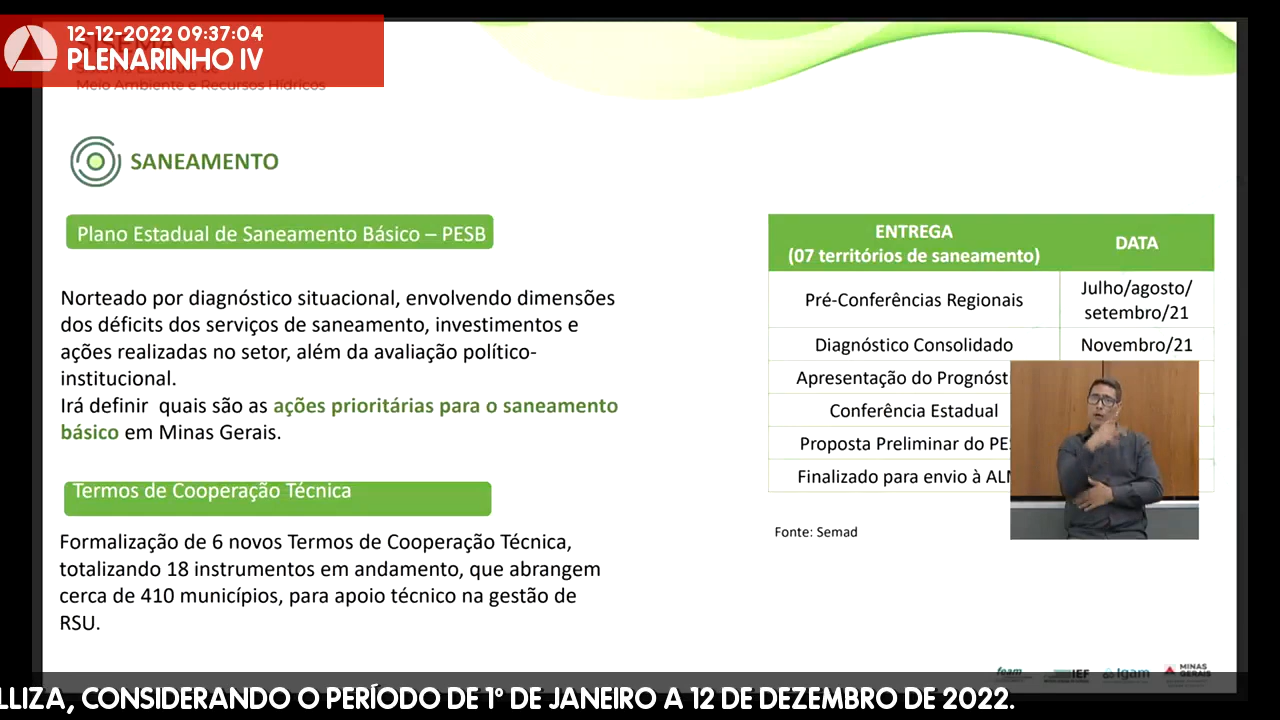 12-12-2022 09:37:04
PLENARINHO IV
Meio Ambiente e Recursos Hídricos
SANEAMENTO
Plano Estadual de Saneamento Básico – PESB
Norteado por diagnóstico situacional, envolvendo dimensões
dos déficits dos serviços de saneamento, investimentos e
ações realizadas no setor, além da avaliação político-
institucional.
Irá definir quais são as ações prioritárias para o saneamento
básico em Minas Gerais.
Termos de Cooperação Técnica
Formalização de 6 novos Termos de Cooperação Técnica,
totalizando 18 instrumentos em andamento, que abrangem
cerca de 410 municípios, para apoio técnico na gestão de
RSU.
ENTREGA
(07 territórios de saneamento)
DATA
Pré-Conferências Regionais
Julho/agosto/
setembro/21
Diagnóstico Consolidado
Novembro/21
Apresentação do
Conferência Estadual
Proposta Preliminar do
Finalizado para envio à
Fonte: Semad
feam
IEF
Igam
MINAS
GERAIS
LLIZA, CONSIDERANDO O PERÍODO DE 1º DE JANEIRO A 12 DE DEZEMBRO DE 2022.